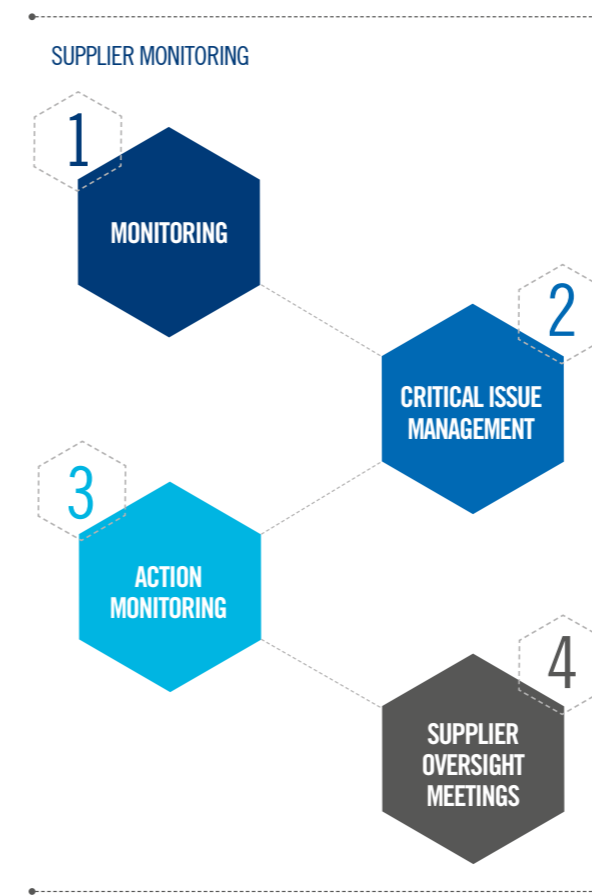 SUPPLIER MONITORING
1
MONITORING
2
CRITICAL ISSUE
MANAGEMENT
3
ACTION
MONITORING
4
SUPPLIER
OVERSIGHT
MEETINGS